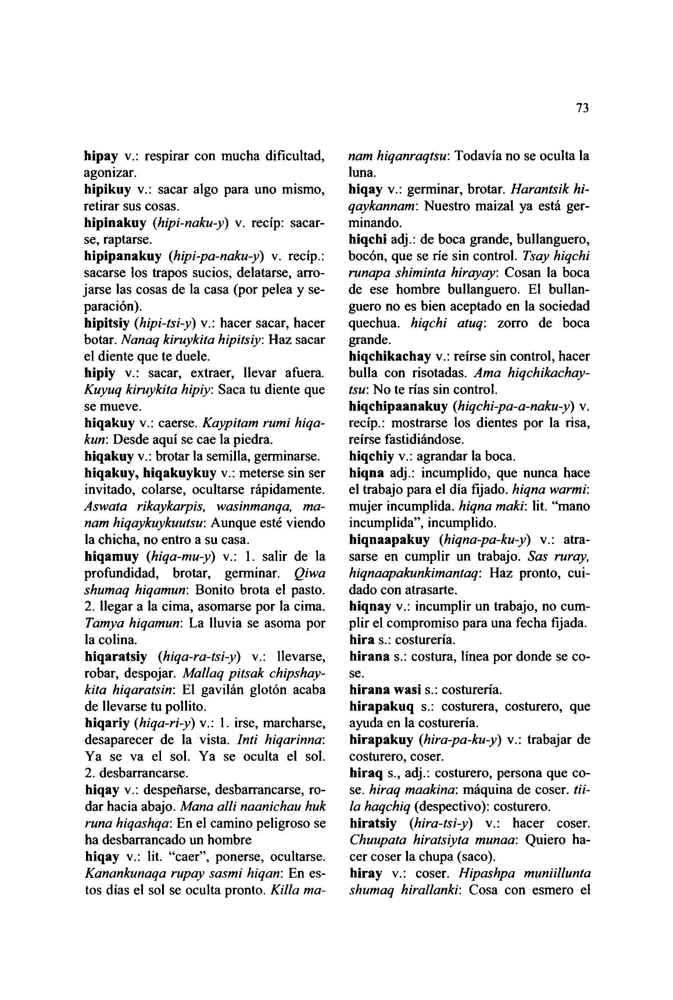 73
hipay v.: respirar con mucha dificultad,
agonizar.
hipikuy v.: sacar algo para uno mismo,
retirar sus cosas.
hipinakuy (hipi-naku-y) v. recíp: sacar-
se, raptarse.
hipipanakuy (hipi-pa-naku-y) v. recíp.:
sacarse los trapos sucios, delatarse, arro-
jarse las cosas de la casa (por pelea y se-
paración).
hipitsiy (hipi-tsi-y) v.: hacer sacar, hacer
botar. Nanaq kiruykita hipitsiy: Haz sacar
el diente que te duele.
hipiy v.: sacar, extraer, llevar afuera.
Kuyuq kiruykita hipiy: Saca tu diente que
se mueve.
hiqakuy v.: caerse. Kaypitam rumi hiqa-
kun: Desde aquí se cae la piedra.
hiqakuy v.: brotar la semilla, germinarse.
hiqakuy, hiqakuykuy v.: meterse sin ser
invitado, colarse, ocultarse rápidamente.
Aswata rikaykarpis, wasinmanqa, ma-
nam hiqaykuykuutsu: Aunque esté viendo
la chicha, no entro a su casa.
hiqamuy (hiqa-mu-y) v.: 1. salir de la
profundidad, brotar, germinar. Qiwa
shumaq hiqamun: Bonito brota el pasto.
2. llegar a la cima, asomarse por la cima.
Tamya hiqamun: La lluvia se asoma por
la colina.
hiqaratsiy (hiqa-ra-tsi-y) v.: llevarse,
robar, despojar. Mallaq pitsak chipshay-
kita hiqaratsin: El gavilán glotón acaba
de llevarse tu pollito.
hiqariy (hiqa-ri-y) v.: 1. irse, marcharse,
desaparecer de la vista. Inti hiqarinna:
Ya se va el sol. Ya se oculta el sol.
2. desbarrancarse.
hiqay v.: despeñarse, desbarrancarse, ro-
dar hacia abajo. Mana alli naanichau huk
runa hiqashqa: En el camino peligroso se
ha desbarrancado un hombre
hiqay v.: lit. “caer”, ponerse, ocultarse.
Kanankunaqa rupay sasmi hiqan: En es-
tos días el sol se oculta pronto. Killa ma-
nam hiqanraqtsu: Todavía no se oculta la
luna.
hiqay v.: germinar, brotar. Harantsik hi-
qaykannam: Nuestro maizal ya está ger-
minando.
hiqchi adj.: de boca grande, bullanguero,
bocón, que se ríe sin control. Tsay hiqchi
runapa shiminta hirayay: Cosan la boca
de ese hombre bullanguero. El bullan-
guero no es bien aceptado en la sociedad
quechua. hiqchi atuq: zorro de boca
grande.
hiqchikachay v.: reírse sin control, hacer
bulla con risotadas. Ama hiqchikachay-
tsu: No te rías sin control.
hiqchipaanakuy (hiqchi-pa-a-naku-y) v.
recíp.: mostrarse los dientes por la risa,
reírse fastidiándose.
hiqchiy v.: agrandar la boca.
hiqna adj.: incumplido, que nunca hace
el trabajo para el día fijado. hiqna warmi:
mujer incumplida. hiqna maki: lit. “mano
incumplida”, incumplido.
hiqnaapakuy (hiqna-pa-ku-y) v.: atra-
sarse en cumplir un trabajo. Sas ruray,
hiqnaapakunkimantaq: Haz pronto, cui-
dado con atrasarte.
hiqnay v.: incumplir un trabajo, no cum-
plir el compromiso para una fecha fijada.
hira s.: costurería.
hirana s.: costura, línea por donde se co-
se.
hirana wasi s.: costurería.
hirapakuq s.: costurera, costurero, que
ayuda en la costurería.
hirapakuy (hira-pa-ku-y) v.: trabajar de
costurero, coser.
hiraq s., adj.: costurero, persona que co-
se. hiraq maakina: máquina de coser. tii-
la haqchiq (despectivo): costurero.
hiratsiy (hira-tsi-y) v.: hacer coser.
Chuupata hiratsiyta munaa: Quiero ha-
cer coser la chupa (saco).
hiray v.: coser. Hipashpa muniillunta
shumaq hirallanki: Cosa con esmero el